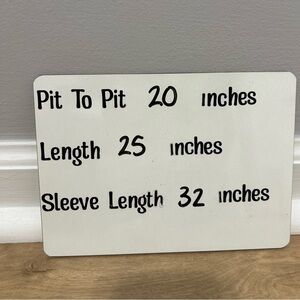 Pit To Pit 20 inches
Length 25 inches
Sleeve Length 32 inches